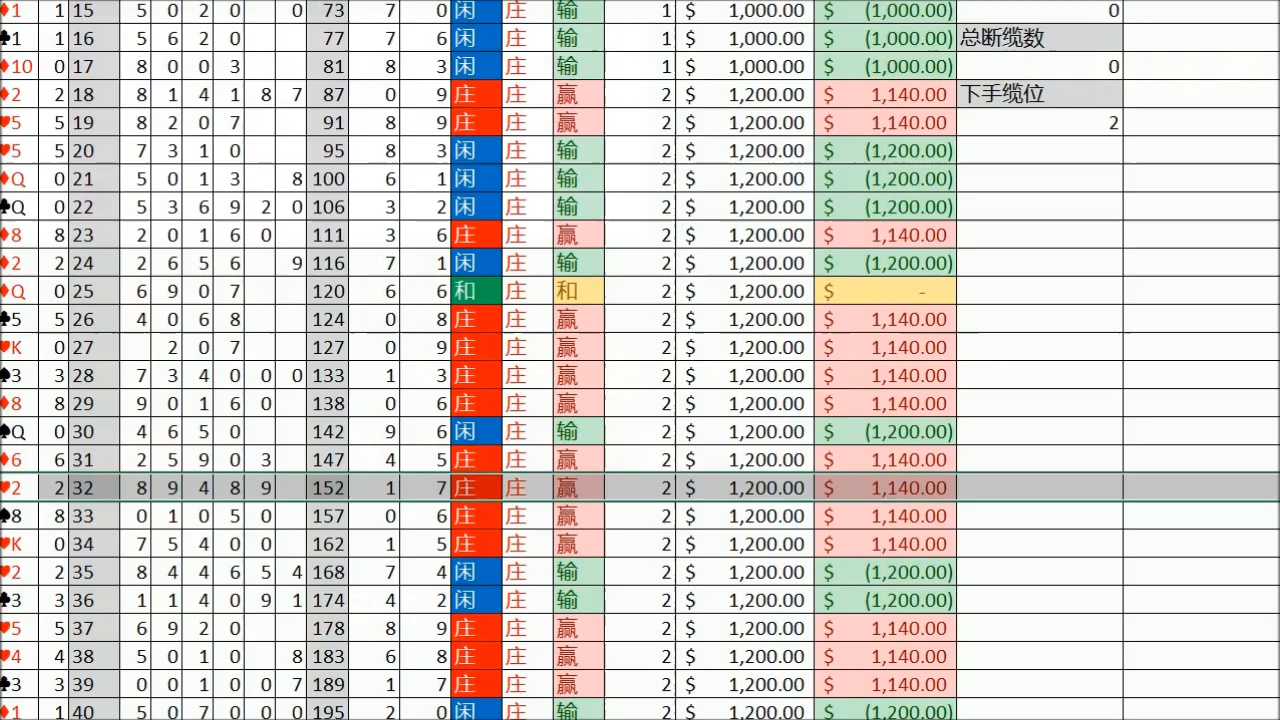 ♦1 1 15 5 0 2 0 0 73 7 0 闲 庄 输 1 $ 1,000.00 $ (1,000.00) 0
♣1 1 16 5 6 2 0 77 7 6 闲 庄 输 1 $ 1,000.00 $ (1,000.00) 总断缆数
♦10 0 17 8 0 0 3 81 8 3 闲 庄 输 1 $ 1,000.00 $ (1,000.00) 0
♦2 2 18 8 1 4 1 8 7 87 0 9 庄 庄 赢 2 $ 1,200.00 $ 1,140.00 下手缆位
♥5 5 19 8 2 0 7 91 8 9 庄 庄 赢 2 $ 1,200.00 $ 1,140.00 2
♥5 5 20 7 3 1 0 95 8 3 闲 庄 输 2 $ 1,200.00 $ (1,200.00)
♦Q 0 21 5 0 1 3 8 100 6 1 闲 庄 输 2 $ 1,200.00 $ (1,200.00)
♣Q 0 22 5 3 6 9 2 0 106 3 2 闲 庄 输 2 $ 1,200.00 $ (1,200.00)
♦8 8 23 2 0 1 6 0 111 3 6 庄 庄 赢 2 $ 1,200.00 $ 1,140.00
♦2 2 24 2 6 5 6 9 116 7 1 闲 庄 输 2 $ 1,200.00 $ (1,200.00)
♦Q 0 25 6 9 0 7 120 6 6 和 庄 和 2 $ 1,200.00 $ -
♣5 5 26 4 0 6 8 124 0 8 庄 庄 赢 2 $ 1,200.00 $ 1,140.00
♥K 0 27 2 0 7 127 0 9 庄 庄 赢 2 $ 1,200.00 $ 1,140.00
♠3 3 28 7 3 4 0 0 0 133 1 3 庄 庄 赢 2 $ 1,200.00 $ 1,140.00
♦8 8 29 9 0 1 6 0 138 0 6 庄 庄 赢 2 $ 1,200.00 $ 1,140.00
♠Q 0 30 4 6 5 0 142 9 6 闲 庄 输 2 $ 1,200.00 $ (1,200.00)
♦6 6 31 2 5 9 0 3 147 4 5 庄 庄 赢 2 $ 1,200.00 $ 1,140.00
♥2 2 32 8 9 4 8 9 152 1 7 庄 庄 赢 2 $ 1,200.00 $ 1,140.00
♠8 8 33 0 1 0 5 0 157 0 6 庄 庄 赢 2 $ 1,200.00 $ 1,140.00
♥K 0 34 7 5 4 0 0 162 1 5 庄 庄 赢 2 $ 1,200.00 $ 1,140.00
♥2 2 35 8 4 4 6 5 4 168 7 4 闲 庄 输 2 $ 1,200.00 $ (1,200.00)
♣3 3 36 1 1 4 0 9 1 174 4 2 闲 庄 输 2 $ 1,200.00 $ (1,200.00)
♥5 5 37 6 9 2 0 178 8 9 庄 庄 赢 2 $ 1,200.00 $ 1,140.00
♥4 4 38 5 0 1 0 8 183 6 8 庄 庄 赢 2 $ 1,200.00 $ 1,140.00
♣3 3 39 0 0 1 0 0 7 189 1 7 庄 庄 赢 2 $ 1,200.00 $ 1,140.00
♦1 1 40 5 0 7 0 0 0 195 2 0 闲 庄 输 2 $ 1,200.00 $ (1,200.00)